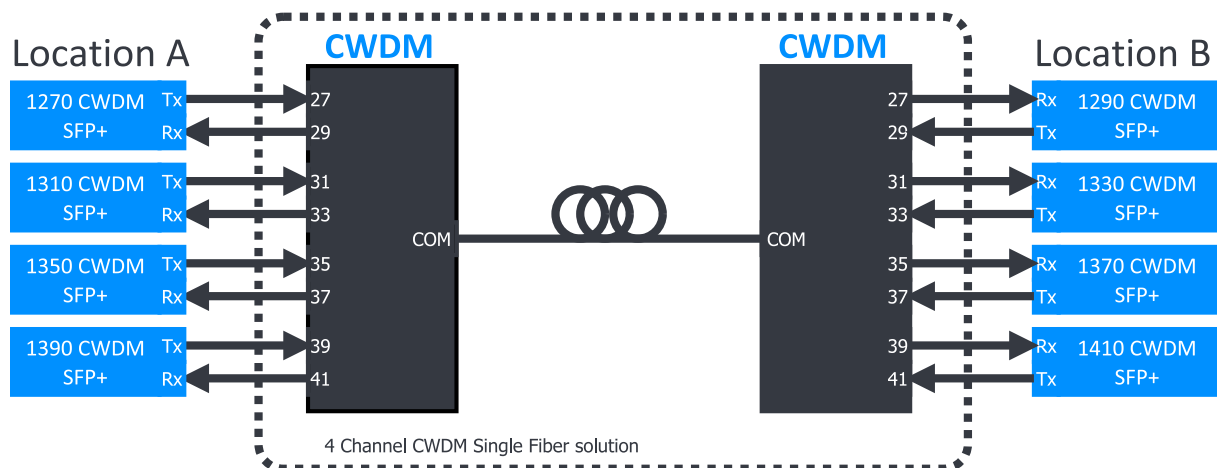 Location A
CWDM
CWDM
Location B
1270 CWDM
SFP+
Tx
Rx
27
29
27
29
Rx
Tx
1290 CWDM
SFP+
1310 CWDM
SFP+
Tx
Rx
31
33
31
33
Rx
Tx
1330 CWDM
SFP+
COM
COM
1350 CWDM
SFP+
Tx
Rx
35
37
35
37
Rx
Tx
1370 CWDM
SFP+
1390 CWDM
SFP+
Tx
Rx
39
41
39
41
Rx
Tx
1410 CWDM
SFP+
4 Channel CWDM Single Fiber solution